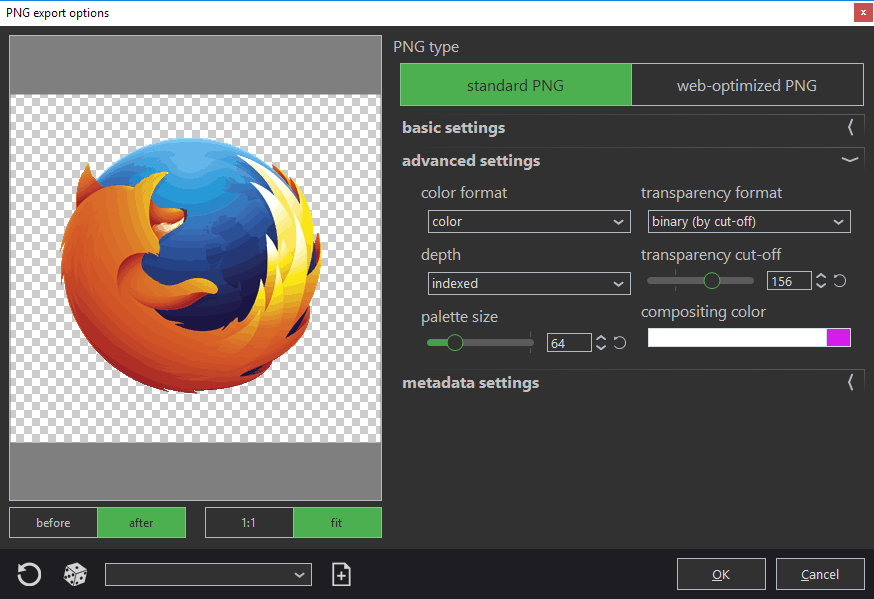 PNG export options
x
PNG type
standard PNG
web-optimized PNG
basic settings
advanced settings
color format
transparency format
color
binary (by cut-off)
depth
transparency cut-off
indexed
156
palette size
compositing color
64
metadata settings
before
after
1:1
fit
OK
Cancel